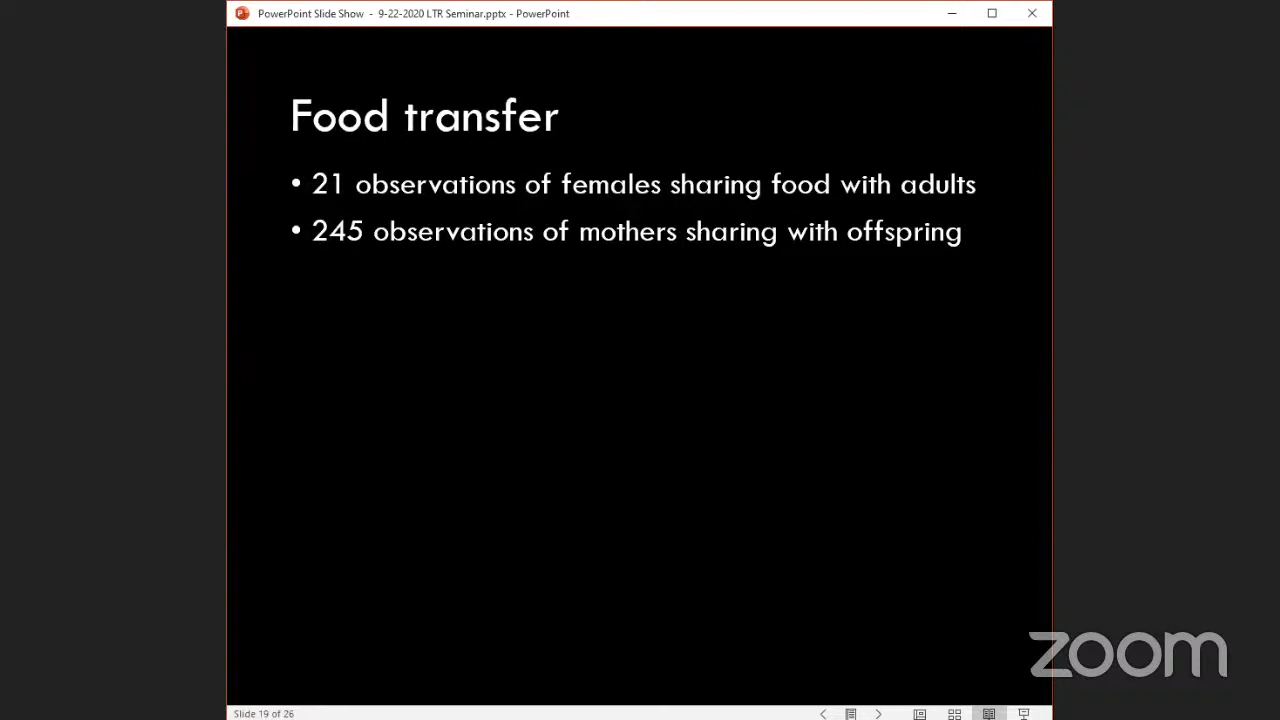 PowerPoint Slide Show - 9-22-2020 LTR Seminar.pptx - PowerPoint
Food transfer
• 21 observations of females sharing food with adults
• 245 observations of mothers sharing with offspring
zoom
Slide 19 of 26